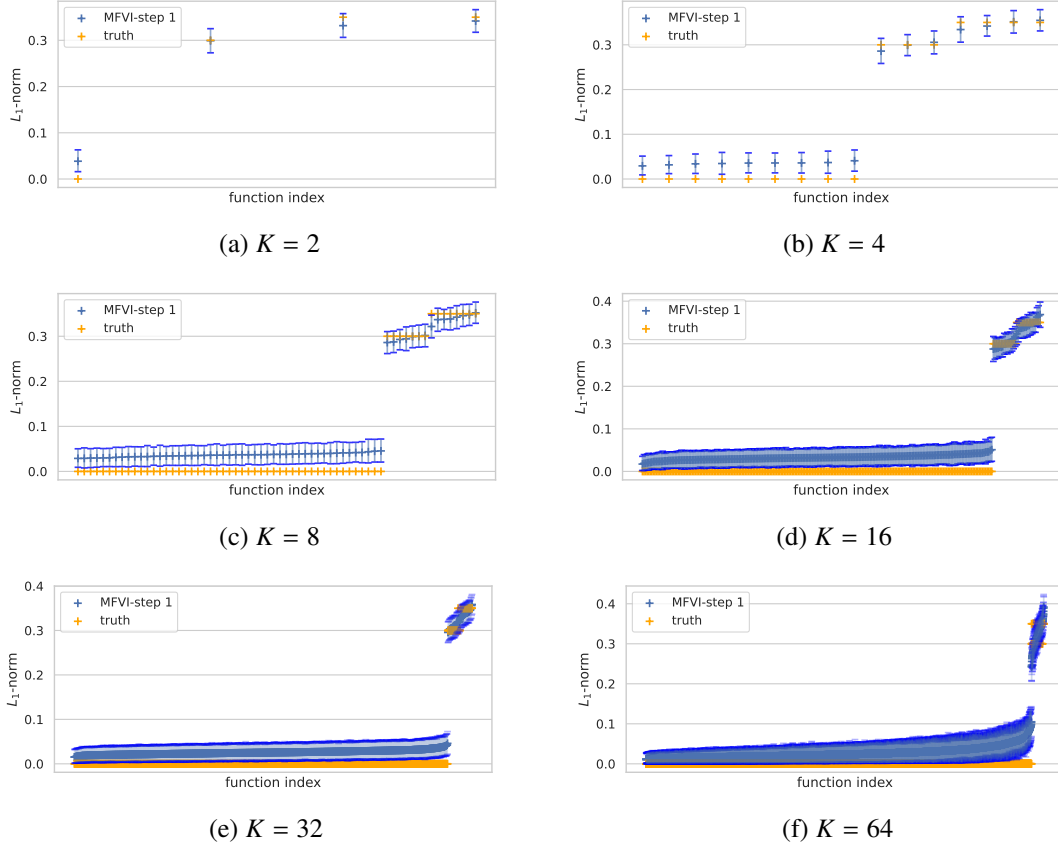 MFVI-step 1
truth
0.3
0.2
0.1
0.0
L₁-norm
function index
(a) K = 2
MFVI-step 1
truth
0.3
0.2
0.1
0.0
L₁-norm
function index
(b) K = 4
MFVI-step 1
truth
0.3
0.2
0.1
0.0
L₁-norm
function index
(c) K = 8
MFVI-step 1
truth
0.4
0.3
0.2
0.1
0.0
L₁-norm
function index
(d) K = 16
MFVI-step 1
truth
0.4
0.3
0.2
0.1
0.0
L₁-norm
function index
(e) K = 32
MFVI-step 1
truth
0.4
0.3
0.2
0.1
0.0
L₁-norm
function index
(f) K = 64